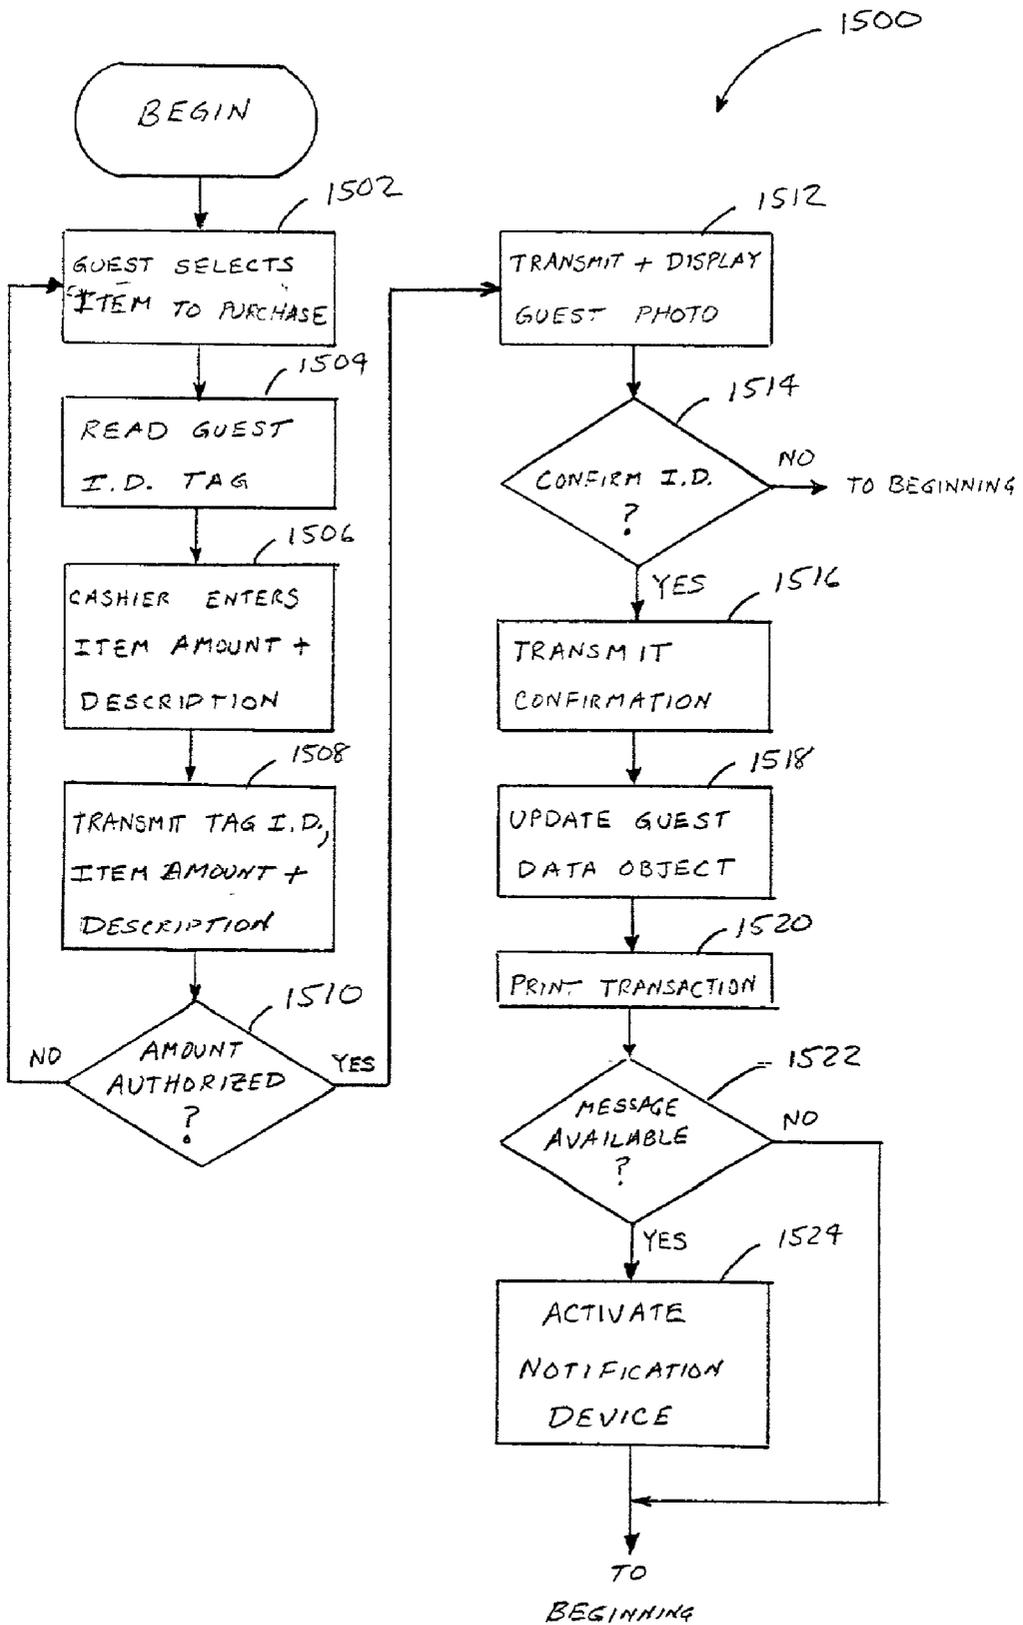 1500
BEGIN
1502
GUEST SELECTS
ITEM TO PURCHASE
1504
READ GUEST
I.D. TAG
1506
CASHIER ENTERS
ITEM AMOUNT +
DESCRIPTION
1508
TRANSMIT TAG I.D.,
ITEM AMOUNT +
DESCRIPTION
1510
AMOUNT
AUTHORIZED
?
NO
YES
1512
TRANSMIT + DISPLAY
GUEST PHOTO
1514
CONFIRM I.D.
?
NO
TO BEGINNING
YES
1516
TRANSMIT
CONFIRMATION
1518
UPDATE GUEST
DATA OBJECT
1520
PRINT TRANSACTION
1522
MESSAGE
AVAILABLE
?
NO
YES
1524
ACTIVATE
NOTIFICATION
DEVICE
TO
BEGINNING